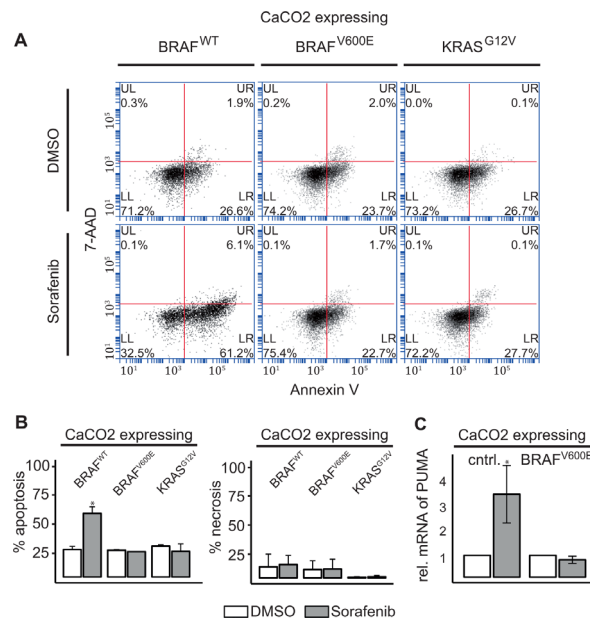 CaCO2 expressing
A
BRAF^WT BRAF^V600E KRAS^G12V
DMSO
UL UR
0.3% 1.9%
LL LR
71.2% 26.6%
UL UR
0.2% 2.0%
LL LR
74.2% 23.7%
UL UR
0.0% 0.1%
LL LR
73.2% 26.7%
10^5
10^3
10^1
7-AAD
Sorafenib
UL UR
0.1% 6.1%
LL LR
32.5% 61.2%
UL UR
0.1% 1.7%
LL LR
75.4% 22.7%
UL UR
0.1% 0.1%
LL LR
72.2% 27.7%
10^5
10^3
10^1
10^1 10^3 10^5 10^1 10^3 10^5 10^1 10^3 10^5
Annexin V
B
CaCO2 expressing
BRAF^WT BRAF^V600E KRAS^G12V
100%
75
50
25
% apoptosis
*
CaCO2 expressing
BRAF^WT BRAF^V600E KRAS^G12V
100%
75
50
25
% necrosis
DMSO Sorafenib
C
CaCO2 expressing
cntrl. BRAF^V600E
*
4
3
2
1
rel. mRNA of PUMA